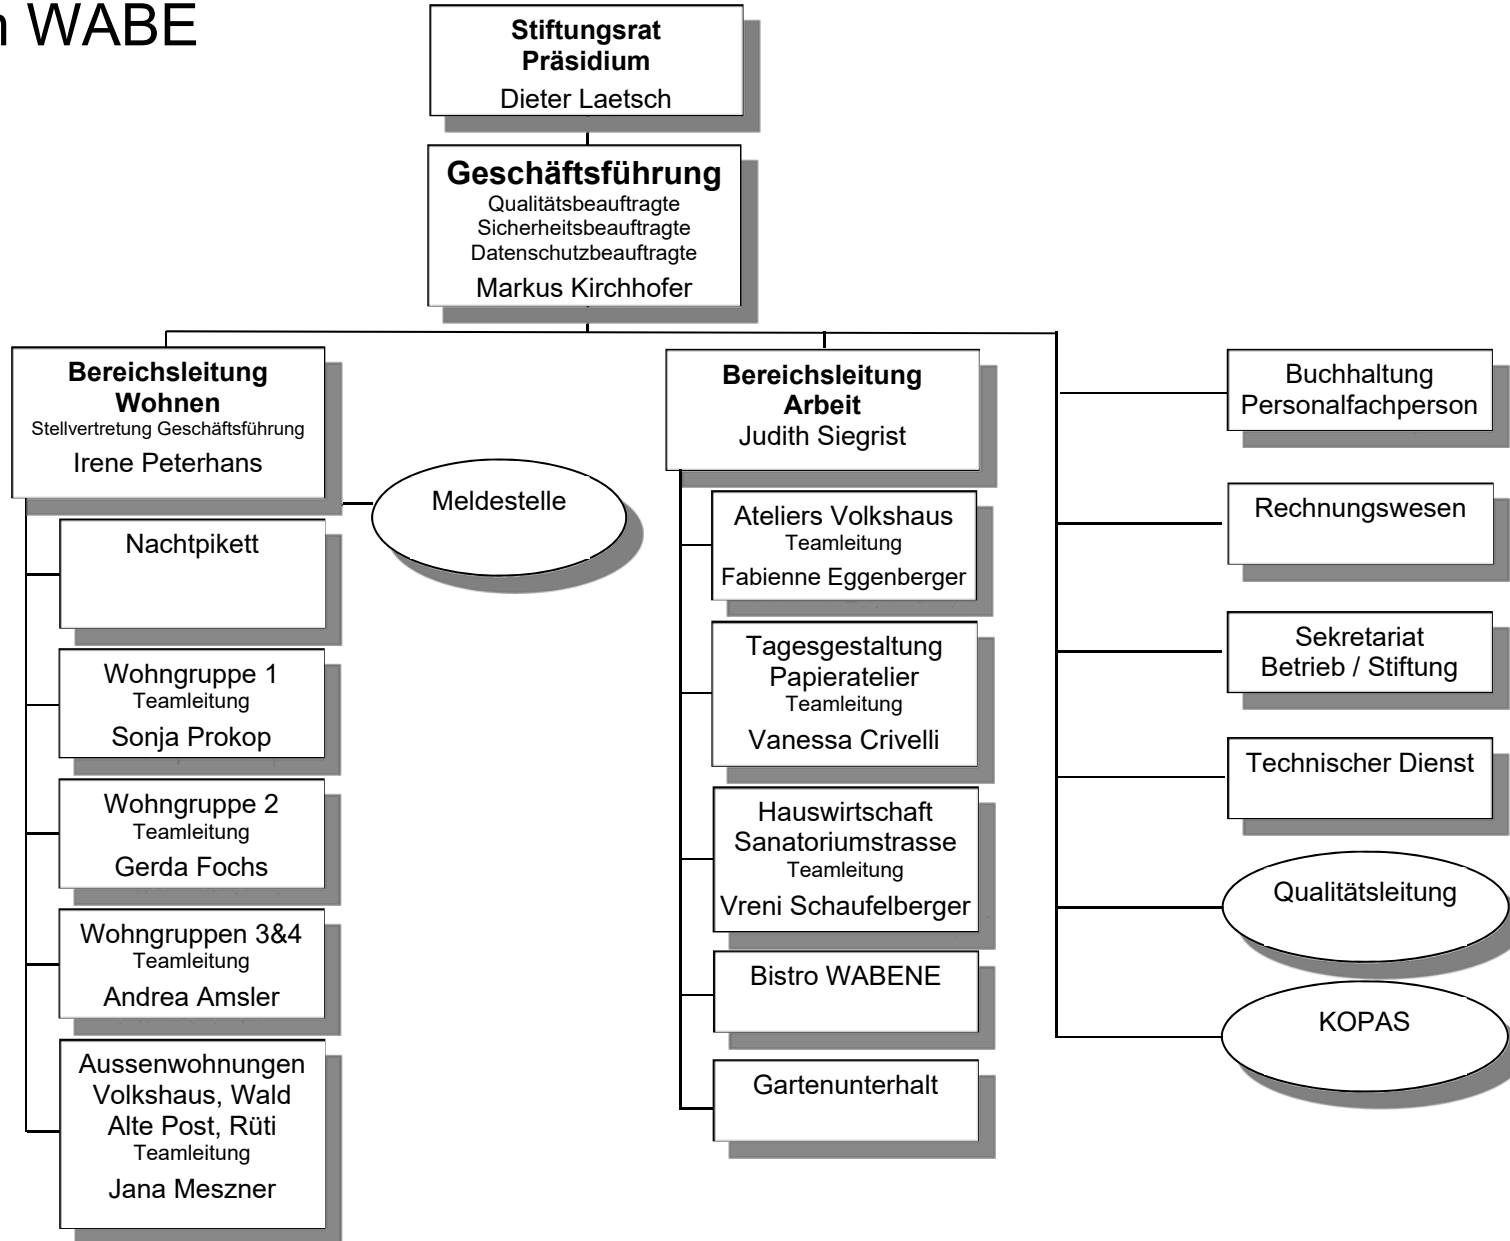 n WABE
Stiftungsrat
Präsidium
Dieter Laetsch
Geschäftsführung
Qualitätsbeauftragte
Sicherheitsbeauftragte
Datenschutzbeauftragte
Markus Kirchhofer
Bereichsleitung
Wohnen
Stellvertretung Geschäftsführung
Irene Peterhans
Meldestelle
Nachtpikett
Wohngruppe 1
Teamleitung
Sonja Prokop
Wohngruppe 2
Teamleitung
Gerda Fochs
Wohngruppen 3&4
Teamleitung
Andrea Amsler
Aussenwohnungen
Volkshaus, Wald
Alte Post, Rüti
Teamleitung
Jana Meszner
Bereichsleitung
Arbeit
Judith Siegrist
Ateliers Volkshaus
Teamleitung
Fabienne Eggenberger
Tagesgestaltung
Papieratelier
Teamleitung
Vanessa Crivelli
Hauswirtschaft
Sanatoriumstrasse
Teamleitung
Vreni Schaufelberger
Bistro WABENE
Gartenunterhalt
Buchhaltung
Personalfachperson
Rechnungswesen
Sekretariat
Betrieb / Stiftung
Technischer Dienst
Qualitätsleitung
KOPAS